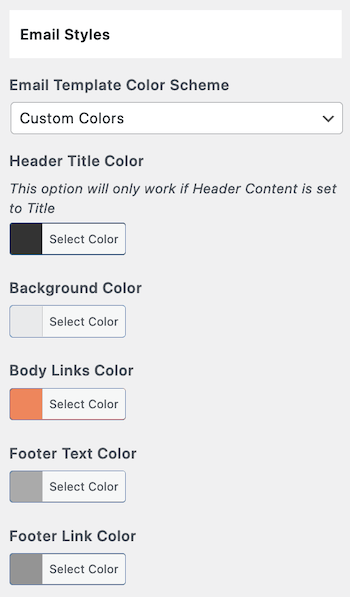 Email Styles
Email Template Color Scheme
Custom Colors
Header Title Color
This option will only work if Header Content is set
to Title
Select Color
Background Color
Select Color
Body Links Color
Select Color
Footer Text Color
Select Color
Footer Link Color
Select Color